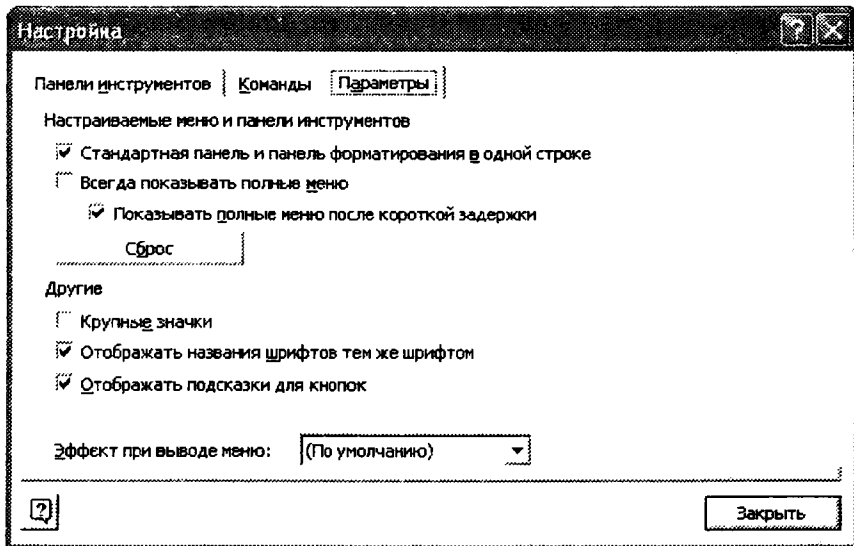 Настройка
Панели инструментов Команды Параметры
Настраиваемые меню и панели инструментов
Стандартная панель и панель форматирования в одной строке
Всегда показывать полные меню
Показывать полные меню после короткой задержки
Сброс
Другие
Крупные значки
Отображать названия шрифтов тем же шрифтом
Отображать подсказки для кнопок
Эффект при выводе меню: (По умолчанию)
Закрыть